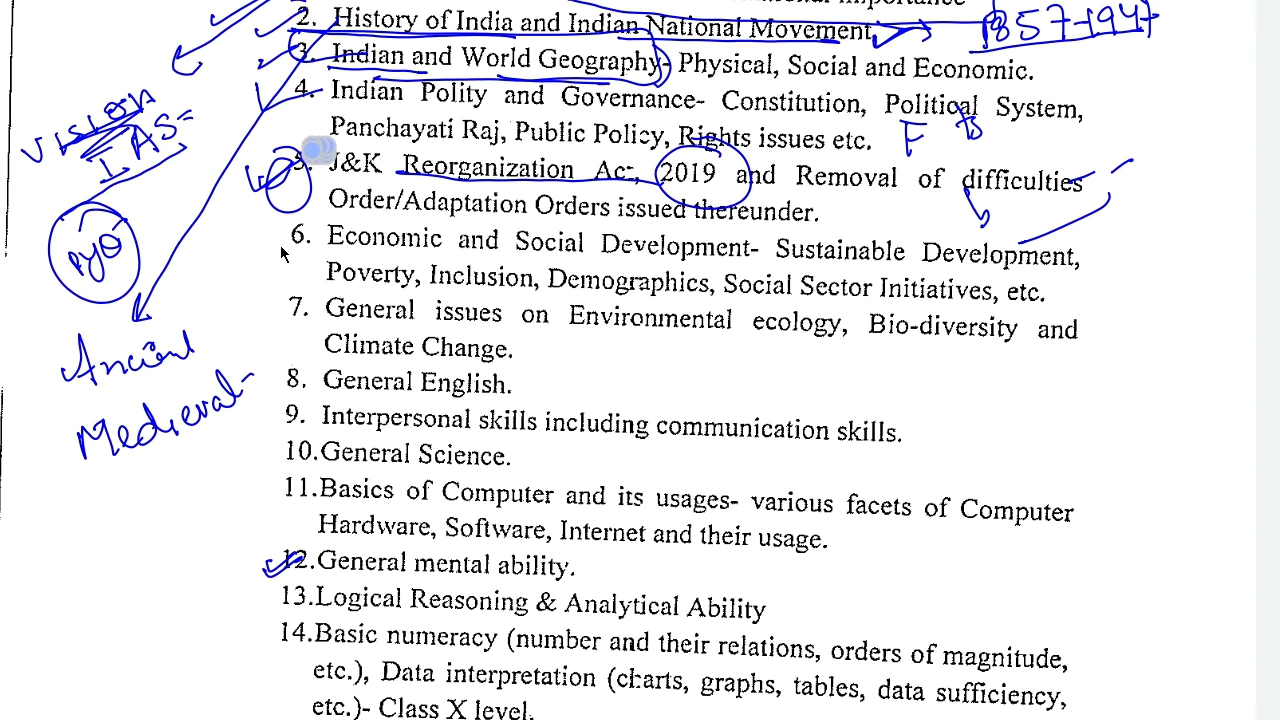 2. History of India and Indian National Movement
1857-1947
3. Indian and World Geography- Physical, Social and Economic.
4. Indian Polity and Governance- Constitution, Political System,
Panchayati Raj, Public Policy, Rights issues etc.
Vision
IAS
5. J&K Reorganization Act, 2019 and Removal of difficulties
Order/Adaptation Orders issued thereunder.
PYQ
6. Economic and Social Development- Sustainable Development,
Poverty, Inclusion, Demographics, Social Sector Initiatives, etc.
7. General issues on Environmental ecology, Bio-diversity and
Climate Change.
Ancient
Medieval
8. General English.
9. Interpersonal skills including communication skills.
10.General Science.
11.Basics of Computer and its usages- various facets of Computer
Hardware, Software, Internet and their usage.
12.General mental ability.
13.Logical Reasoning & Analytical Ability
14.Basic numeracy (number and their relations, orders of magnitude,
etc.), Data interpretation (charts, graphs, tables, data sufficiency,
etc.)- Class X level.